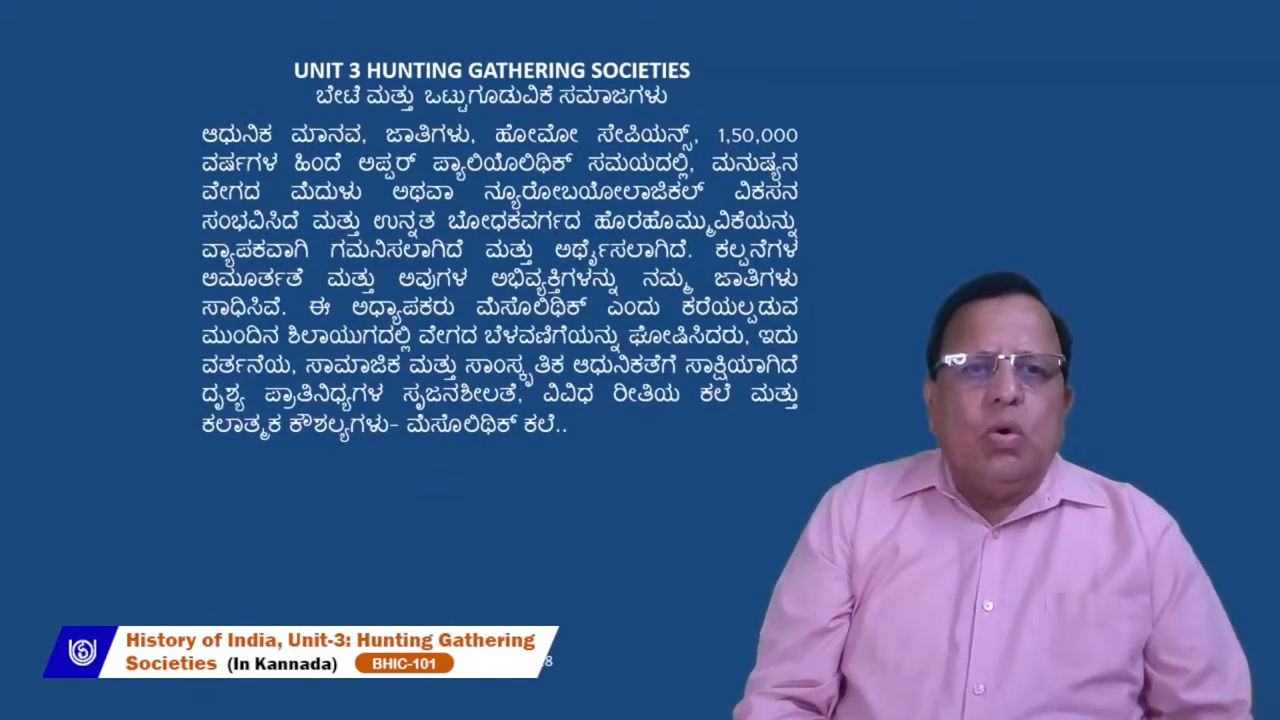 UNIT 3 HUNTING GATHERING SOCIETIES
ಬೇಟೆ ಮತ್ತು ಒಟ್ಟುಗೂಡುವಿಕೆ ಸಮಾಜಗಳು
ಆಧುನಿಕ ಮಾನವ, ಜಾತಿಗಳು, ಹೋಮೋ ಸೇಪಿಯನ್ಸ್, 1,50,000
ವರ್ಷಗಳ ಹಿಂದೆ ಅಪ್ಪರ್ ಪ್ಯಾಲಿಯೊಲಿಥಿಕ್ ಸಮಯದಲ್ಲಿ, ಮನುಷ್ಯನ
ವೇಗದ ಮೆದುಳು ಅಥವಾ ನ್ಯೂರೋಬಯೋಲಾಜಿಕಲ್ ವಿಕಸನ
ಸಂಭವಿಸಿದೆ ಮತ್ತು ಉನ್ನತ ಬೋಧಕವರ್ಗದ ಹೊರಹೊಮ್ಮುವಿಕೆಯನ್ನು
ವ್ಯಾಪಕವಾಗಿ ಗಮನಿಸಲಾಗಿದೆ ಮತ್ತು ಅರ್ಥೈಸಲಾಗಿದೆ. ಕಲ್ಪನೆಗಳ
ಅಮೂರ್ತತೆ ಮತ್ತು ಅವುಗಳ ಅಭಿವ್ಯಕ್ತಿಗಳನ್ನು ನಮ್ಮ ಜಾತಿಗಳು
ಸಾಧಿಸಿವೆ. ಈ ಅಧ್ಯಾಪಕರು ಮೆಸೊಲಿಥಿಕ್ ಎಂದು ಕರೆಯಲ್ಪಡುವ
ಮುಂದಿನ ಶಿಲಾಯುಗದಲ್ಲಿ ವೇಗದ ಬೆಳವಣಿಗೆಯನ್ನು ಘೋಷಿಸಿದರು, ಇದು
ವರ್ತನೆಯ, ಸಾಮಾಜಿಕ ಮತ್ತು ಸಾಂಸ್ಕೃತಿಕ ಆಧುನಿಕತೆಗೆ ಸಾಕ್ಷಿಯಾಗಿದೆ
ದೃಶ್ಯ ಪ್ರಾತಿನಿಧ್ಯಗಳ ಸೃಜನಶೀಲತೆ, ವಿವಿಧ ರೀತಿಯ ಕಲೆ ಮತ್ತು
ಕಲಾತ್ಮಕ ಕೌಶಲ್ಯಗಳು- ಮೆಸೊಲಿಥಿಕ್ ಕಲೆ..
History of India, Unit-3: Hunting Gathering
Societies (In Kannada) BHIC-101
8